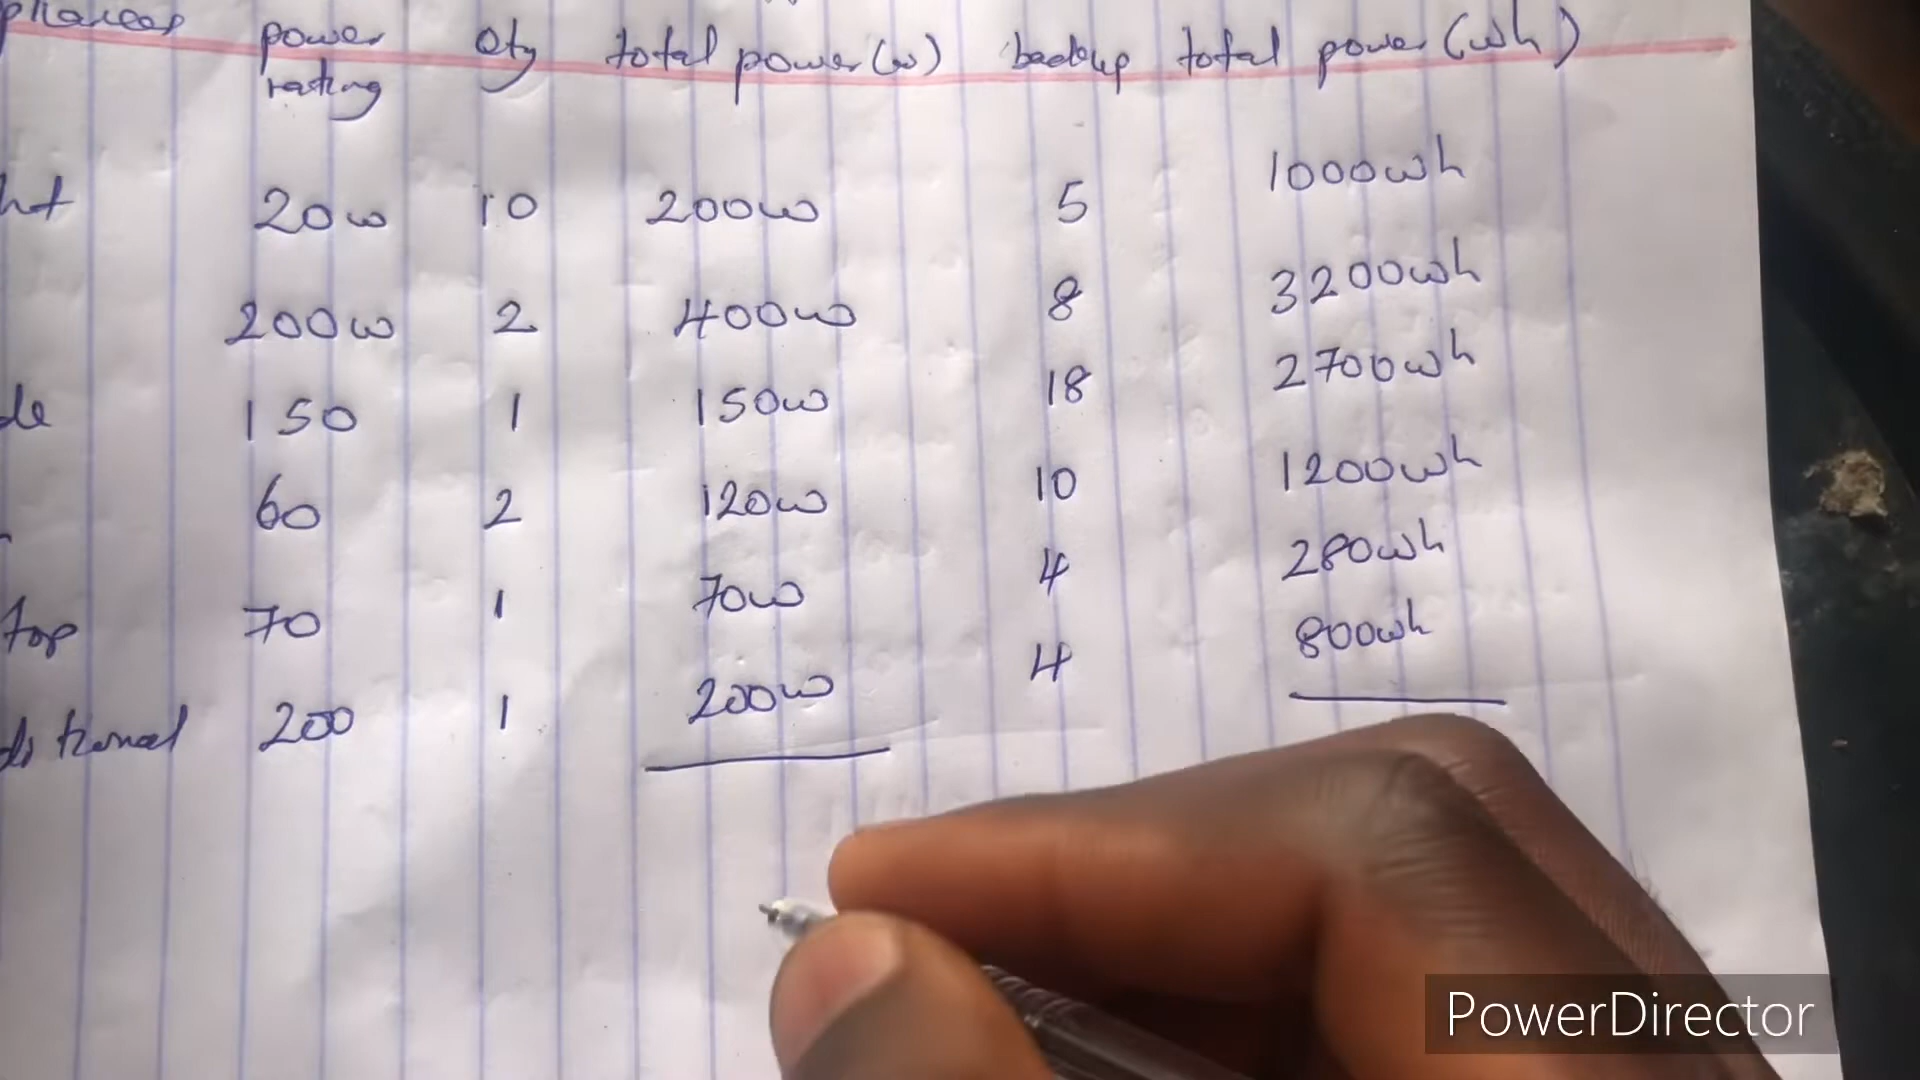 power rating Qty total power (w) backup total power (wh)
20w 10 200w 5 1000wh
200w 2 400w 8 3200wh
150 1 150w 18 2700wh
60 2 120w 10 1200wh
top 70 1 70w 4 280wh
200 1 200w 4 800wh
PowerDirector